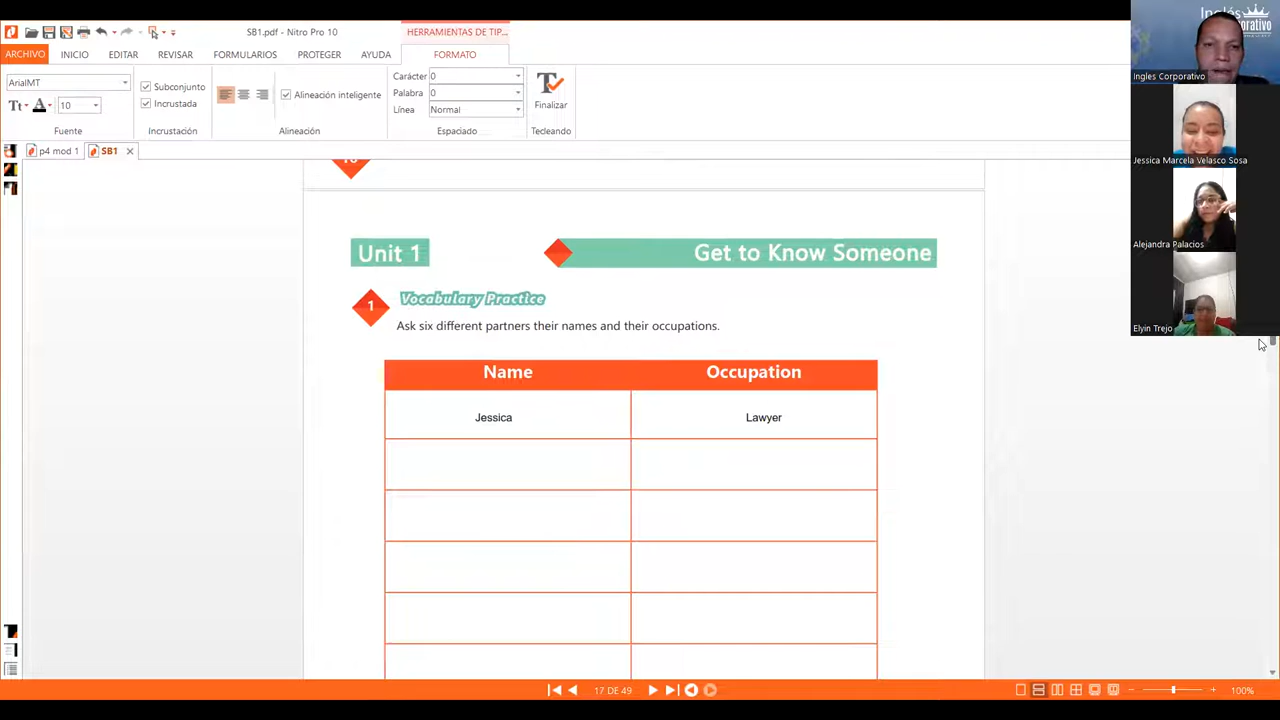 SB1.pdf - Nitro Pro 10
HERRAMIENTAS DE TIP...
ARCHIVO
INICIO
EDITAR
REVISAR
FORMULARIOS
PROTEGER
AYUDA
FORMATO
ArialMT
Tt
A
10
Fuente
Subconjunto
Incrustada
Incrustación
Alineación inteligente
Alineación
Carácter 0
Palabra 0
Línea Normal
Espaciado
Finalizar
Tecleando
p4 mod 1
SB1
Unit 1
Get to Know Someone
1
Vocabulary Practice
Ask six different partners their names and their occupations.
Name Occupation
Jessica Lawyer
17 DE 49
100%
Inglés
Ingles Corporativo
Jessica Marcela Velasco Sosa
Alejandra Palacios
Elyin Trejo